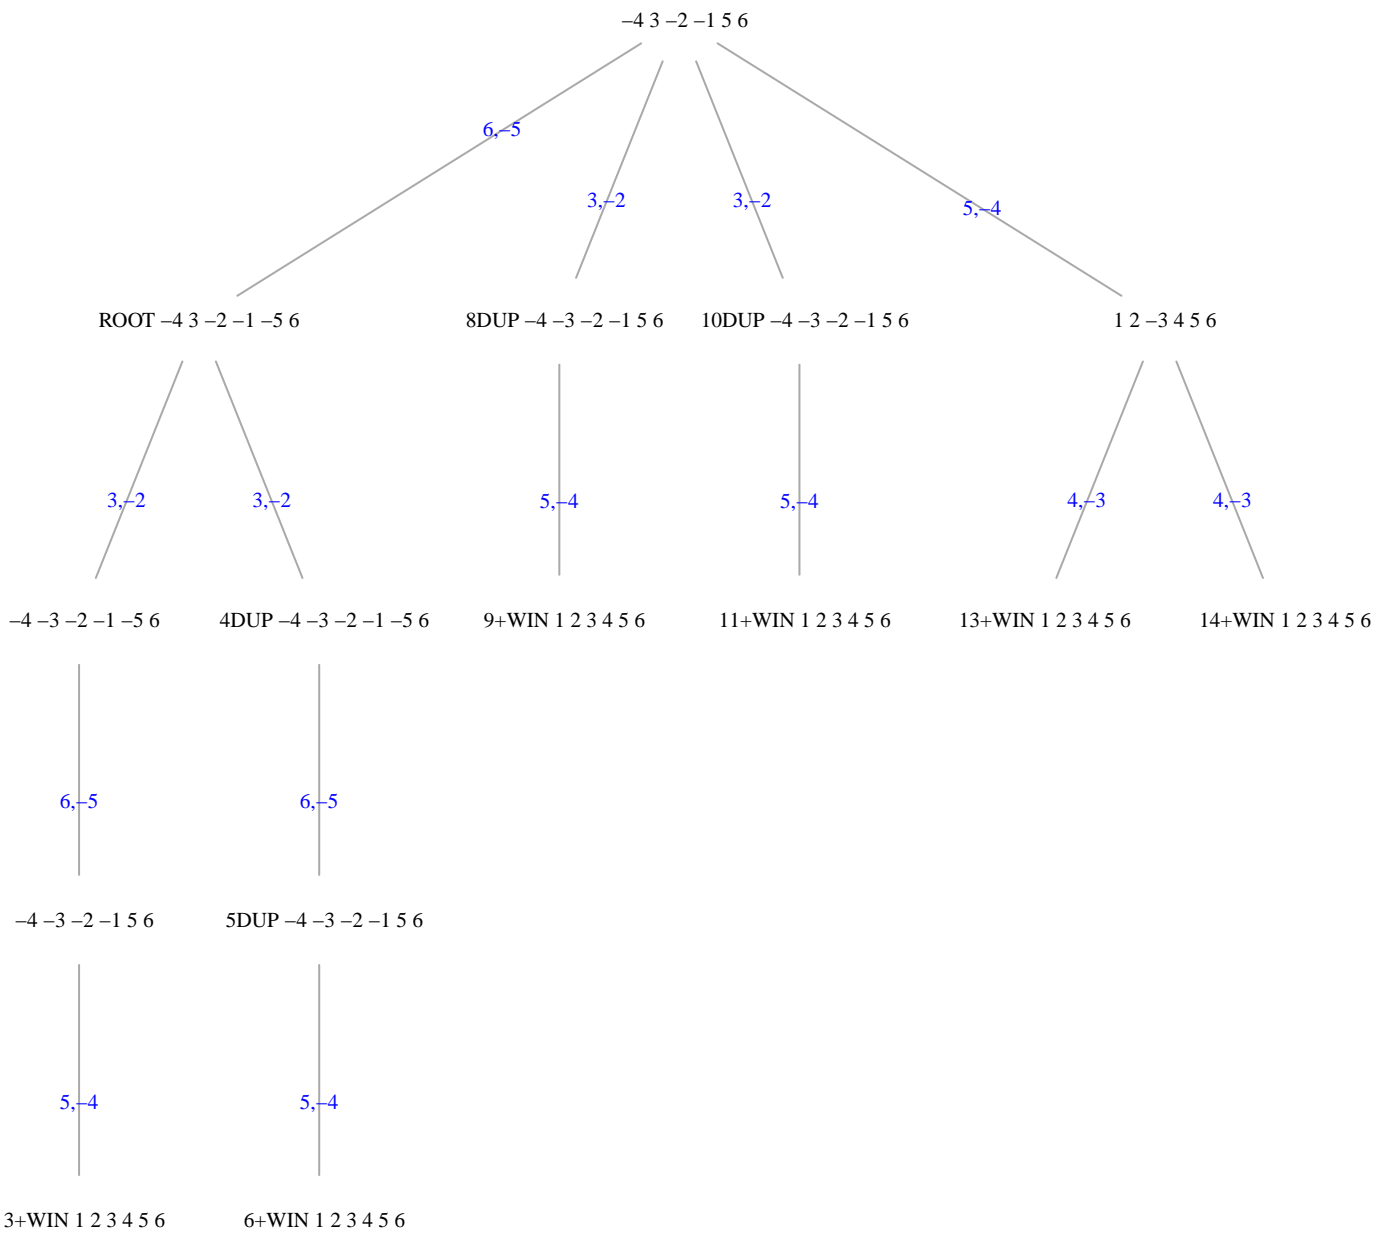 −4 3 −2 −1 5 6
6,−5
3,−2
3,−2
5,−4
ROOT −4 3 −2 −1 −5 6
8DUP −4 −3 −2 −1 5 6
10DUP −4 −3 −2 −1 5 6
1 2 −3 4 5 6
3,−2
3,−2
5,−4
5,−4
4,−3
4,−3
−4 −3 −2 −1 −5 6
4DUP −4 −3 −2 −1 −5 6
9+WIN 1 2 3 4 5 6
11+WIN 1 2 3 4 5 6
13+WIN 1 2 3 4 5 6
14+WIN 1 2 3 4 5 6
6,−5
6,−5
−4 −3 −2 −1 5 6
5DUP −4 −3 −2 −1 5 6
5,−4
5,−4
3+WIN 1 2 3 4 5 6
6+WIN 1 2 3 4 5 6